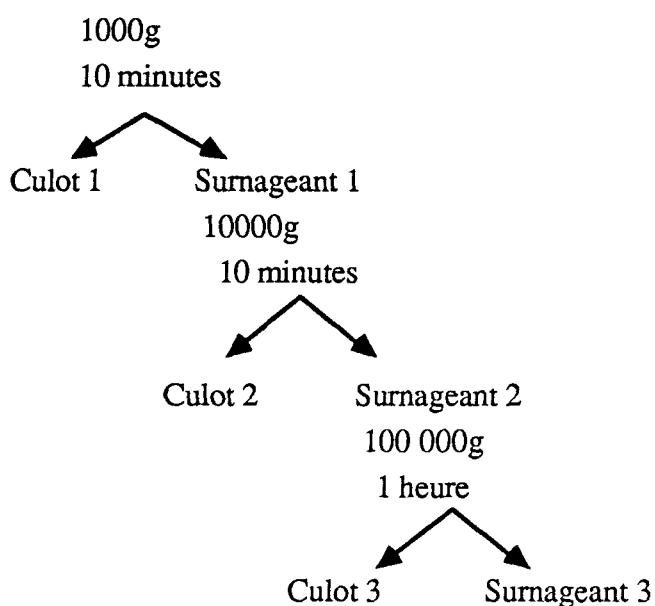 1000g
10 minutes
Culot 1 Surnageant 1
10000g
10 minutes
Culot 2 Surnageant 2
100 000g
1 heure
Culot 3 Surnageant 3